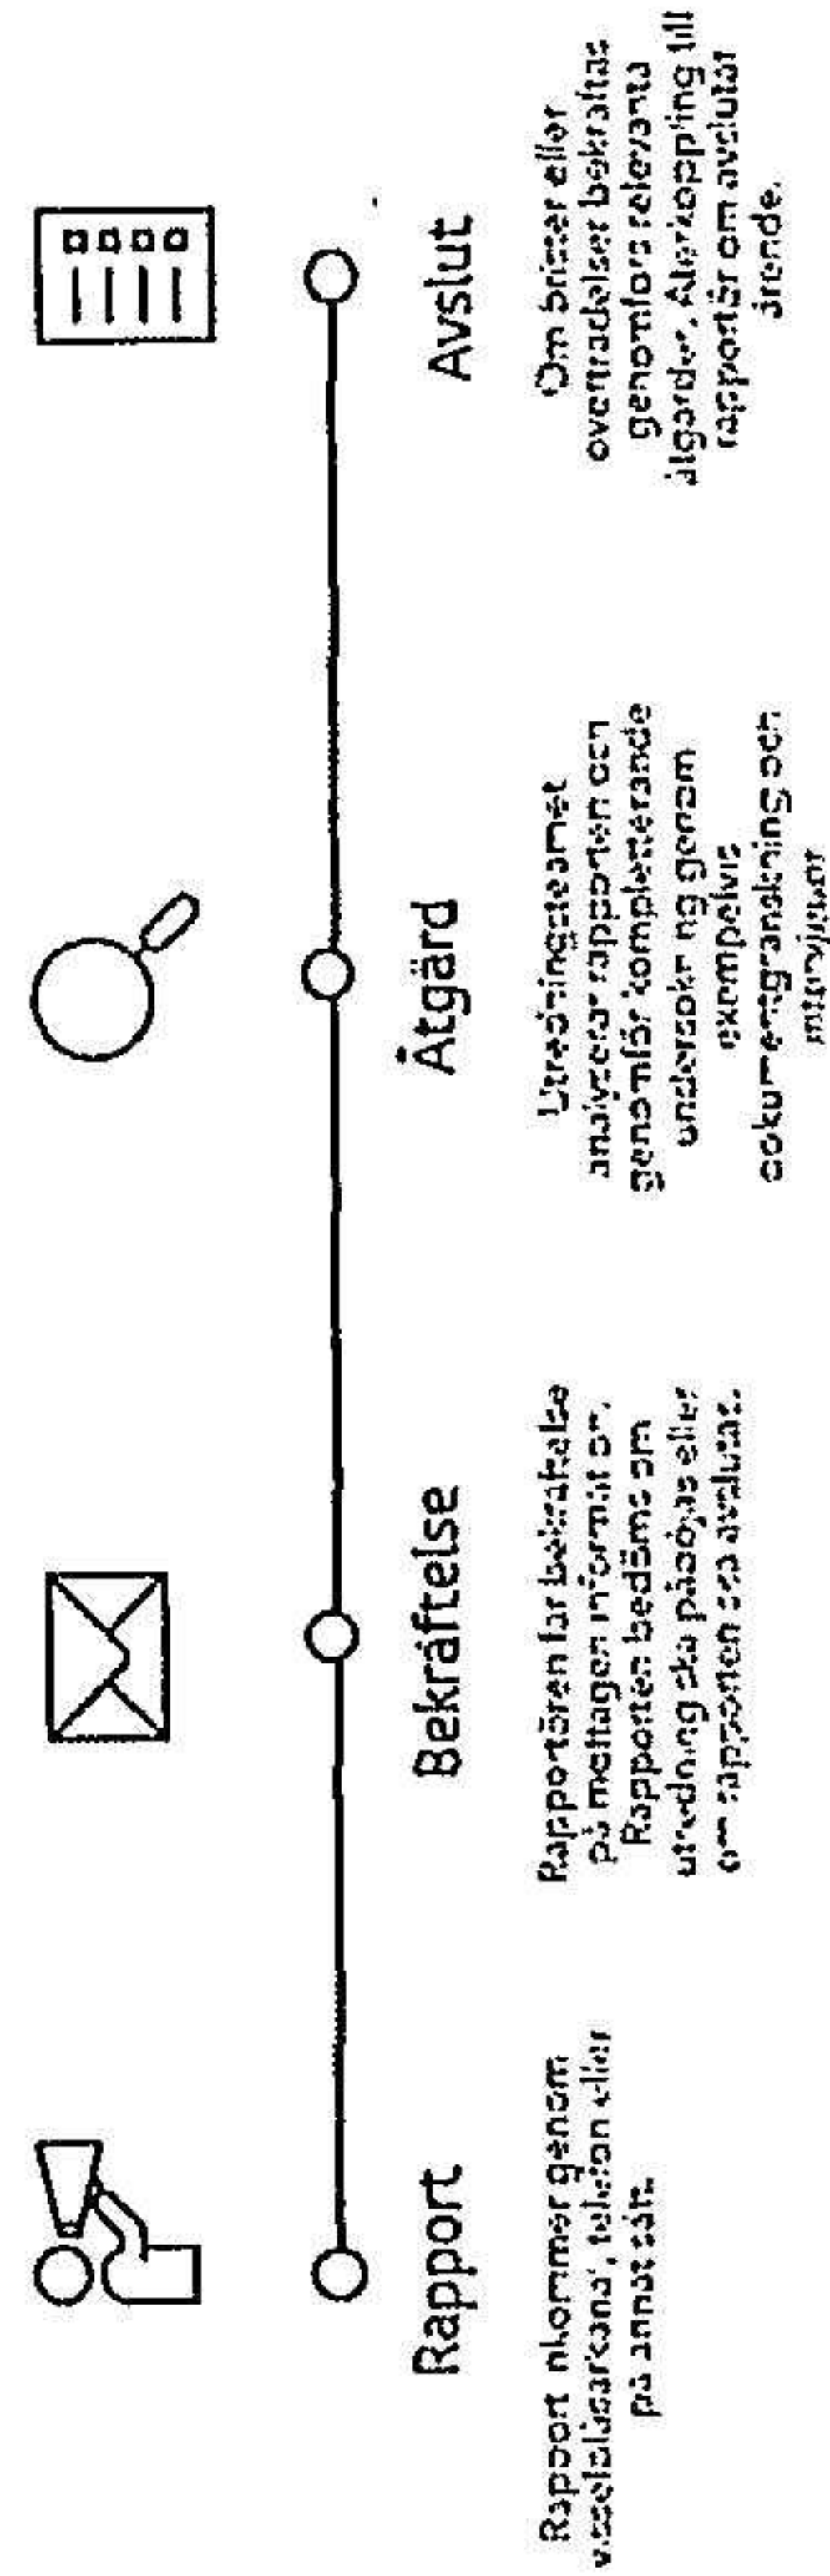 Rapport
Rapport inkommer genom
visselblåsarkanal, telefon eller
på annat sätt.
Bekräftelse
Rapportören får bekräftelse
på mottagen information.
Rapporten bedöms om
utredning ska påbörjas eller
om rapporten ska avslutas.
Åtgärd
Utredningsteamet
analyserar rapporten och
genomför kompletterande
undersökning genom
exempelvis
dokumentgranskning och
intervjuer
Avslut
Om brister eller
överträdelser bekräftas
genomförs relevanta
åtgärder. Återkoppling till
rapportör om avslutat
ärende.